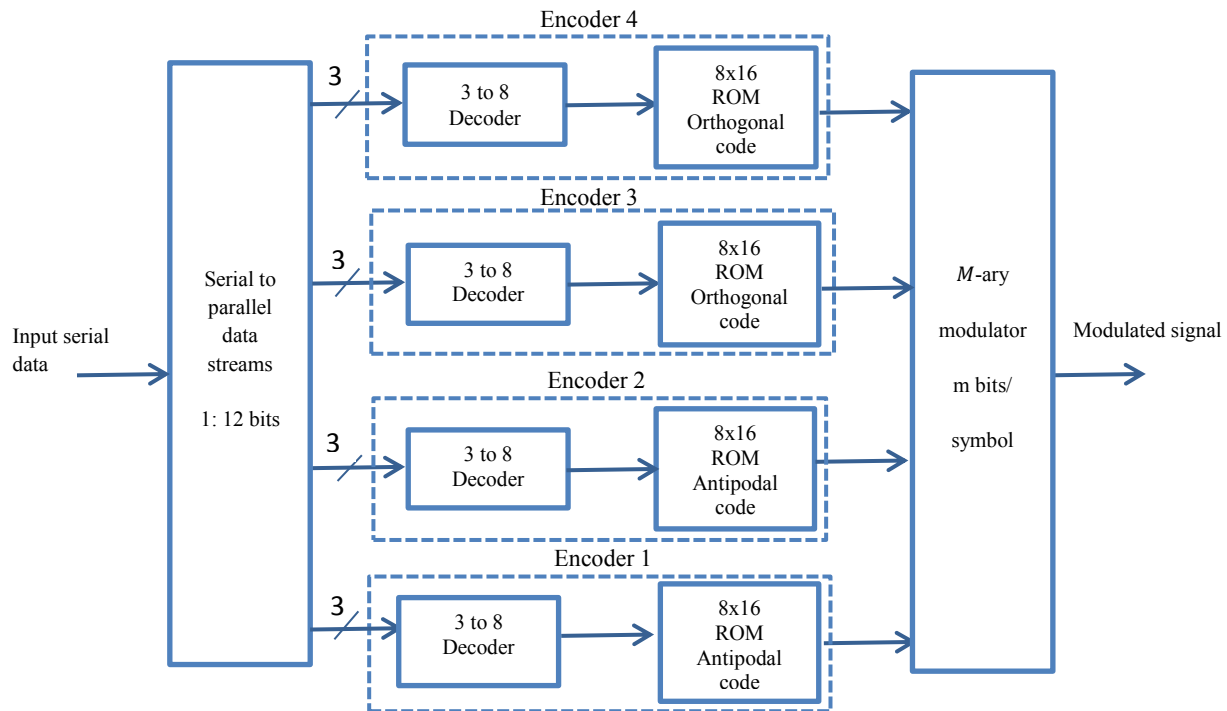 Encoder 4
3
3 to 8
Decoder
8x16
ROM
Orthogonal
code
Encoder 3
3
3 to 8
Decoder
8x16
ROM
Orthogonal
code
Input serial
data
Serial to
parallel
data
streams
1: 12 bits
M-ary
modulator
m bits/
symbol
Modulated signal
Encoder 2
3
3 to 8
Decoder
8x16
ROM
Antipodal
code
Encoder 1
3
3 to 8
Decoder
8x16
ROM
Antipodal
code